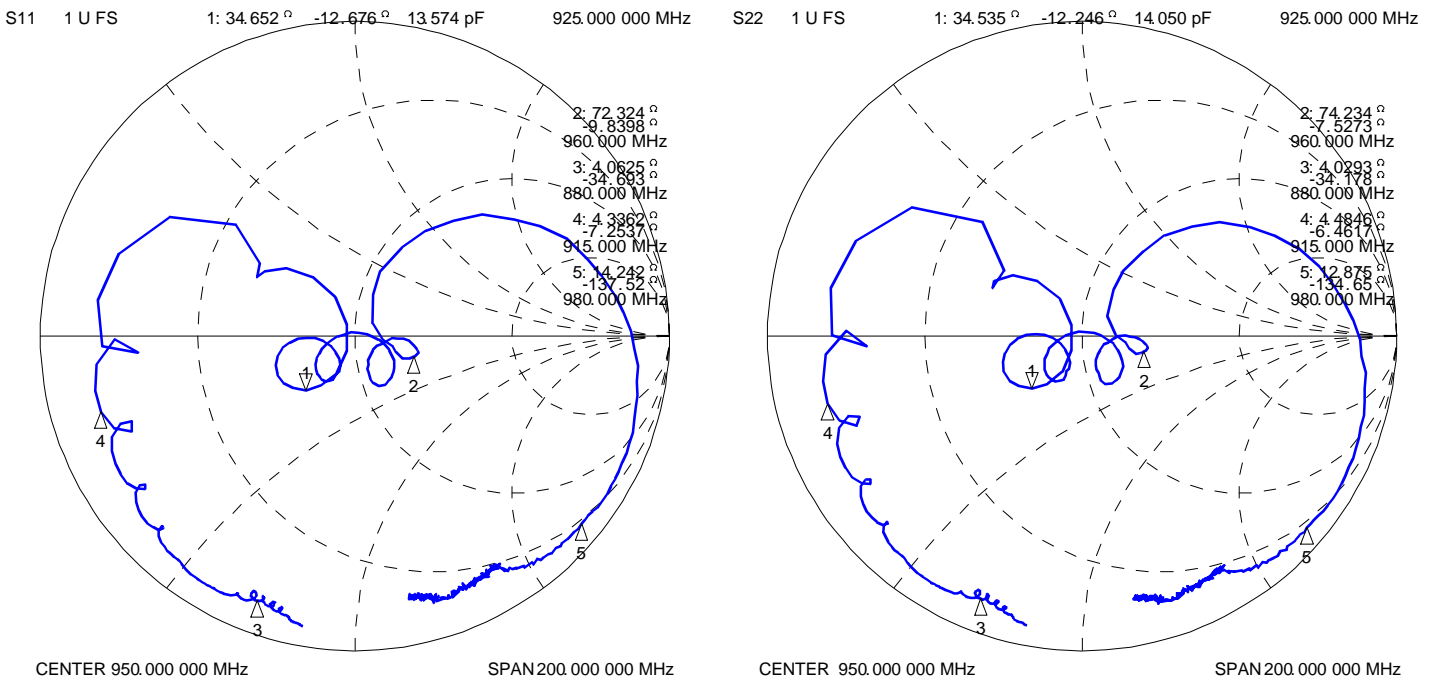 S11 1 U FS 1: 34.652 Ω -12.676 Ω 13.574 pF 925.000 000 MHz
2: 72.324 Ω
-9.8398 Ω
960.000 MHz
3: 4.0625 Ω
-34.693 Ω
880.000 MHz
4: 4.3362 Ω
-7.2537 Ω
915.000 MHz
5: 14.242 Ω
-137.52 Ω
980.000 MHz
1
2
4
5
3
CENTER 950.000 000 MHz SPAN 200.000 000 MHz
S22 1 U FS 1: 34.535 Ω -12.246 Ω 14.050 pF 925.000 000 MHz
2: 74.234 Ω
-7.5273 Ω
960.000 MHz
3: 4.0293 Ω
-34.178 Ω
880.000 MHz
4: 4.4846 Ω
-6.4617 Ω
915.000 MHz
5: 12.875 Ω
-134.65 Ω
980.000 MHz
1
2
4
5
3
CENTER 950.000 000 MHz SPAN 200.000 000 MHz